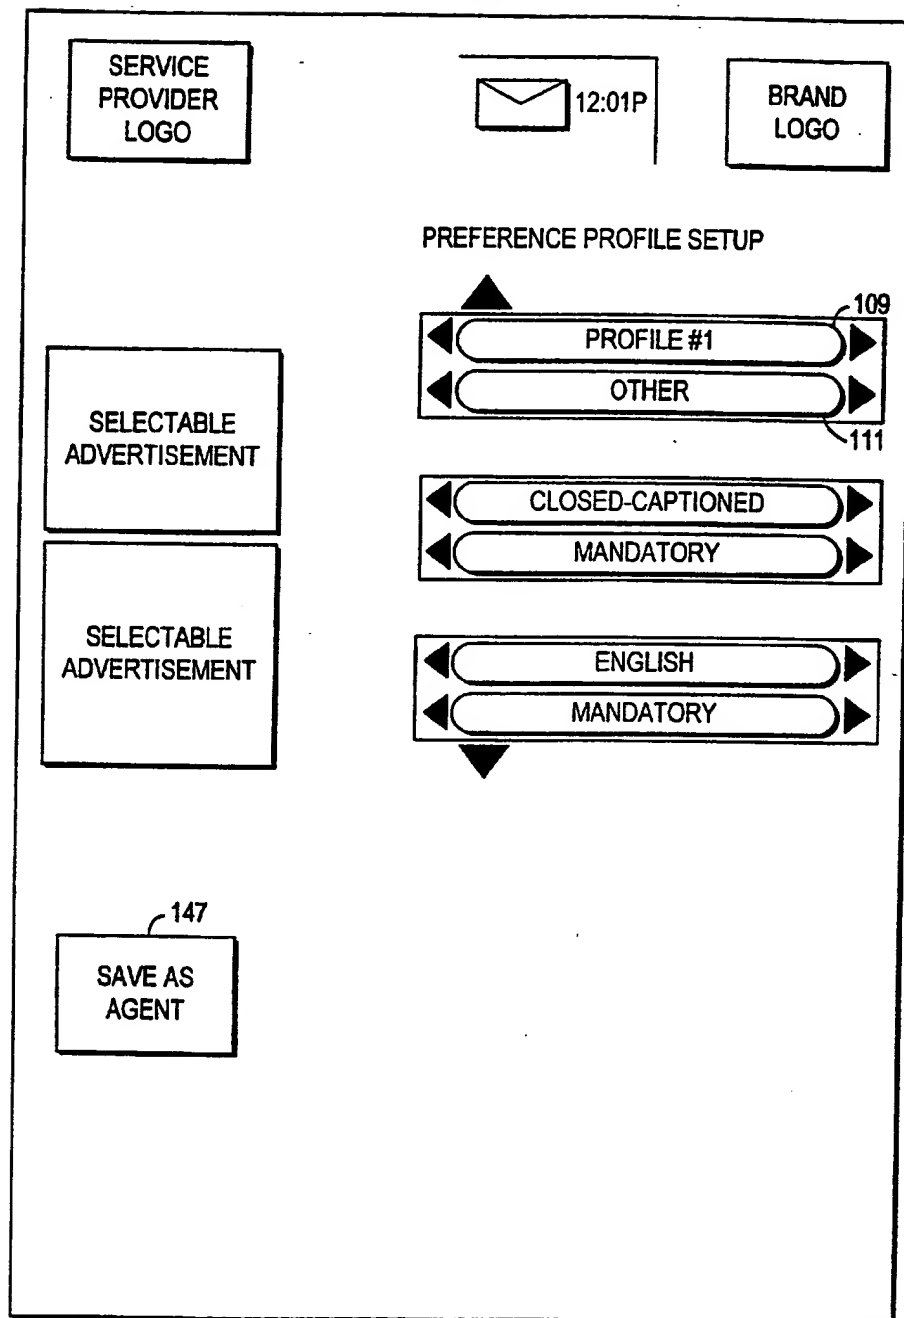 SERVICE
PROVIDER
LOGO
12:01P
BRAND
LOGO
PREFERENCE PROFILE SETUP
109
PROFILE #1
OTHER
111
CLOSED-CAPTIONED
MANDATORY
ENGLISH
MANDATORY
SELECTABLE
ADVERTISEMENT
SELECTABLE
ADVERTISEMENT
147
SAVE AS
AGENT